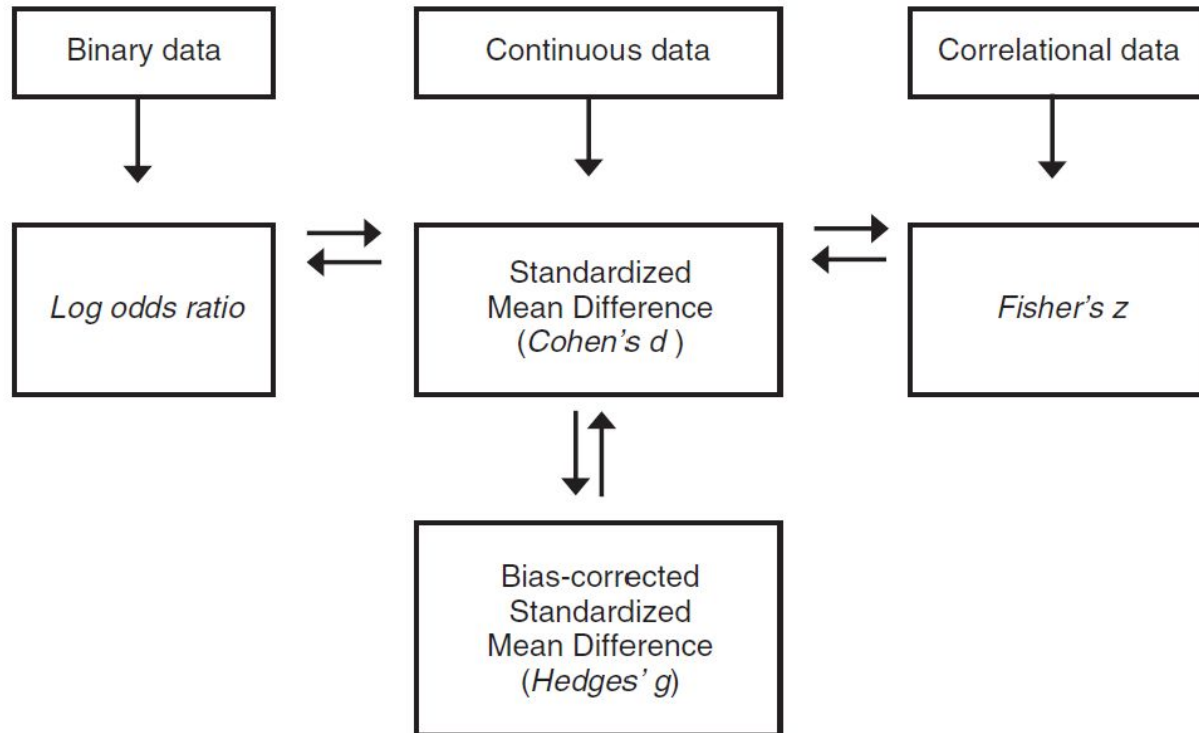 Binary data
Continuous data
Correlational data
Log odds ratio
Standardized
Mean Difference
(Cohen's d )
Fisher's z
Bias-corrected
Standardized
Mean Difference
(Hedges' g)